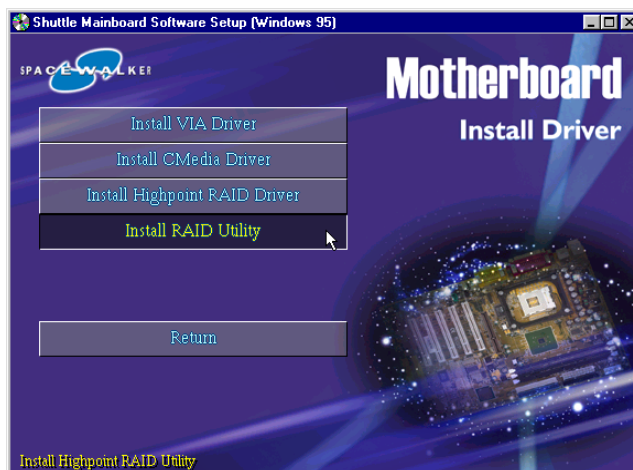 Shuttle Mainboard Software Setup (Windows 95)
SPACEWALKER
Motherboard
Install Driver
Install VIA Driver
Install CMedia Driver
Install Highpoint RAID Driver
Install RAID Utility
Return
Install Highpoint RAID Utility